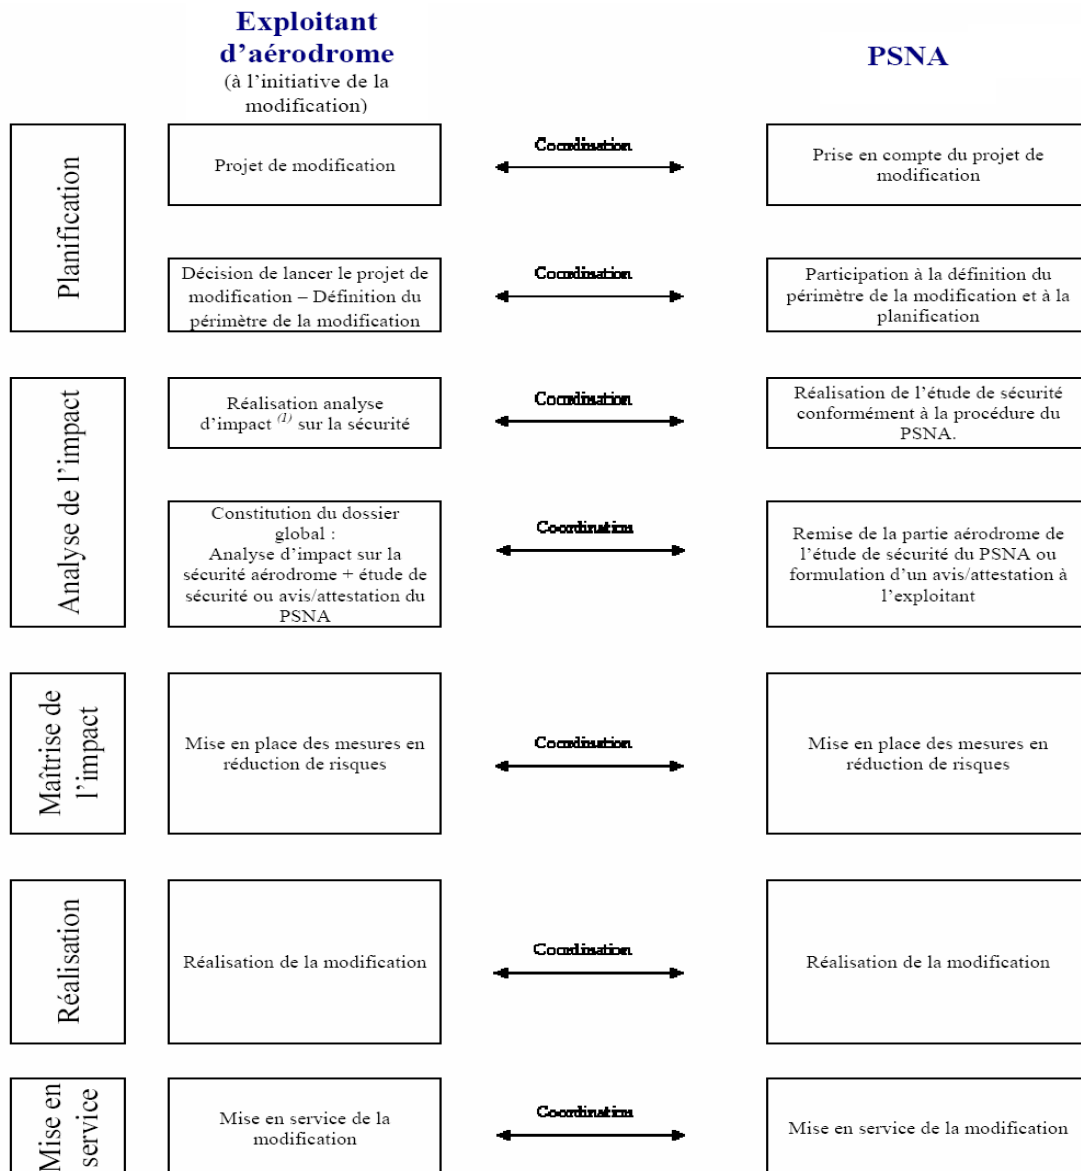 Exploitant
d'aérodrome
(à l'initiative de la
modification)
PSNA
Planification
Projet de modification
Coordination
Prise en compte du projet de
modification
Décision de lancer le projet de
modification – Définition du
périmètre de la modification
Coordination
Participation à la définition du
périmètre de la modification et à la
planification
Analyse de l'impact
Réalisation analyse
d'impact (1) sur la sécurité
Coordination
Réalisation de l'étude de sécurité
conformément à la procédure du
PSNA.
Constitution du dossier
global :
Analyse d'impact sur la
sécurité aérodrome + étude de
sécurité ou avis/attestation du
PSNA
Coordination
Remise de la partie aérodrome de
l'étude de sécurité du PSNA ou
formulation d'un avis/attestation à
l'exploitant
Maîtrise de
l'impact
Mise en place des mesures en
réduction de risques
Coordination
Mise en place des mesures en
réduction de risques
Réalisation
Réalisation de la modification
Coordination
Réalisation de la modification
Mise en
service
Mise en service de la
modification
Coordination
Mise en service de la modification